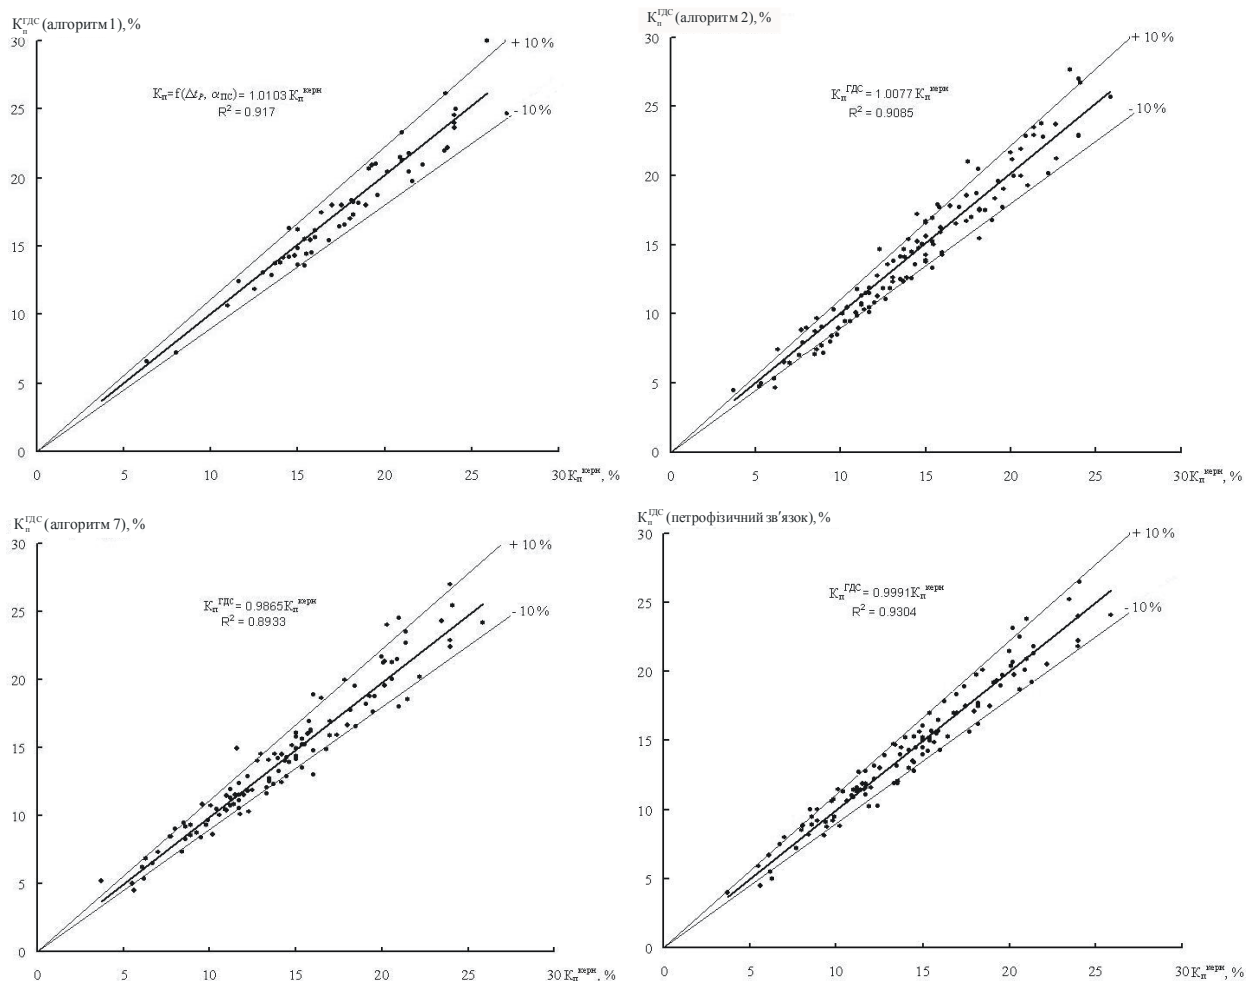 Kп^ГДС (алгоритм 1), %
30
+ 10 %
Kп=f(Δtₚ, αПС) = 1.0103 Kп^керн
R² = 0.917
25
- 10%
20
15
10
5
0
0 5 10 15 20 25 30 Kп^керн, %
Kп^ГДС (алгоритм 2), %
30
+ 10 %
Kп^ГДС = 1.0077 Kп^керн
R² = 0.9085
25
- 10%
20
15
10
5
0
0 5 10 15 20 25 30 Kп^керн, %
Kп^ГДС (алгоритм 7), %
30
+ 10 %
Kп^ГДС = 0.9865 Kп^керн
R² = 0.8933
25
- 10 %
20
15
10
5
0
0 5 10 15 20 25 30 Kп^керн, %
Kп^ГДС (петрофізичний зв'язок), %
30
+ 10 %
Kп^ГДС = 0.9991 Kп^керн
R² = 0.9304
25
- 10%
20
15
10
5
0
0 5 10 15 20 25 30 Kп^керн, %